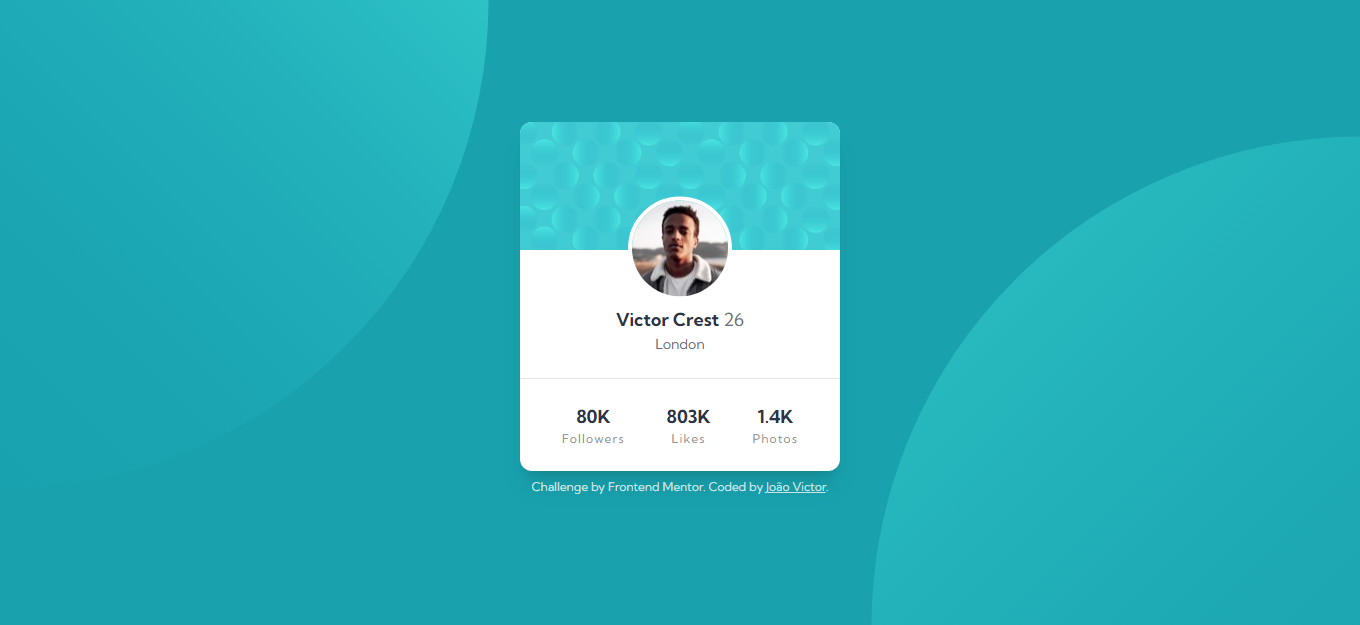 Victor Crest 26
London
80K 803K 1.4K
Followers Likes Photos
Challenge by Frontend Mentor. Coded by João Victor.